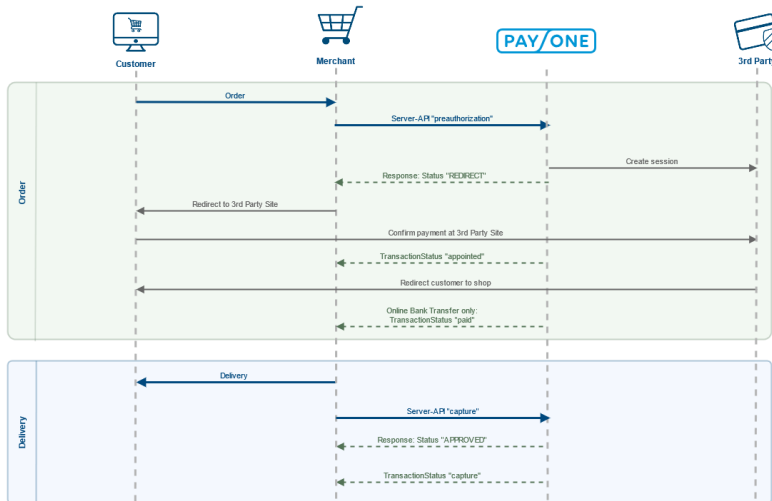 Customer
Merchant
PAY/ONE
3rd Party
Order
Order
Server-API "preauthorization"
Create session
Response: Status "REDIRECT"
Redirect to 3rd Party Site
Confirm payment at 3rd Party Site
TransactionStatus "appointed"
Redirect customer to shop
Online Bank Transfer only:
TransactionStatus "paid"
Delivery
Delivery
Server-API "capture"
Response: Status "APPROVED"
TransactionStatus "capture"